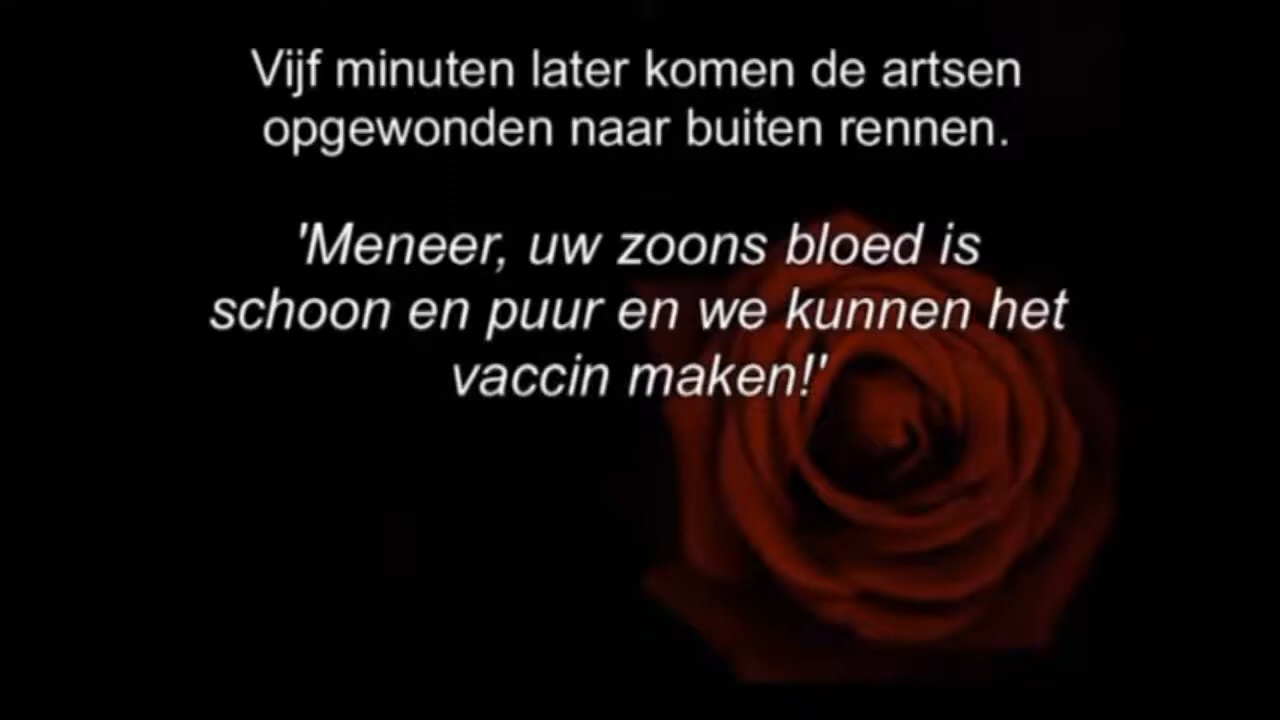 Vijf minuten later komen de artsen
opgewonden naar buiten rennen.
'Meneer, uw zoons bloed is
schoon en puur en we kunnen het
vaccin maken!'